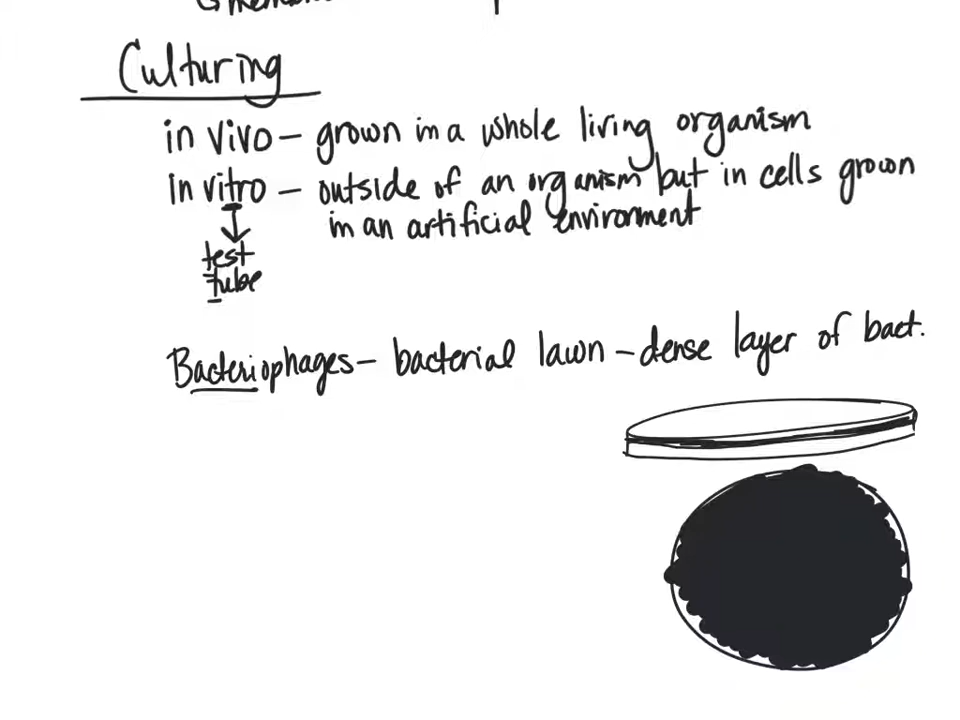 Culturing
in vivo – grown in a whole living organism
in vitro – outside of an organism but in cells grown
in an artificial environment
test
tube
Bacteriophages – bacterial lawn – dense layer of bact.